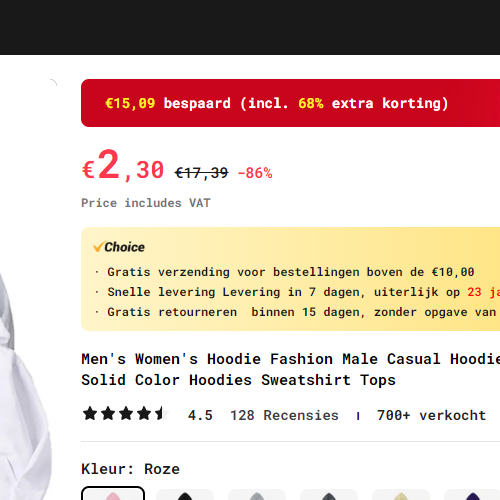 €15,09 bespaard (incl. 68% extra korting)
€2,30 €17,39 -86%
Price includes VAT
Choice
· Gratis verzending voor bestellingen boven de €10,00
· Snelle levering Levering in 7 dagen, uiterlijk op 23
· Gratis retourneren binnen 15 dagen, zonder opgave van
Men's Women's Hoodie Fashion Male Casual Hoodie
Solid Color Hoodies Sweatshirt Tops
4.5 128 Recensies 700+ verkocht
Kleur: Roze